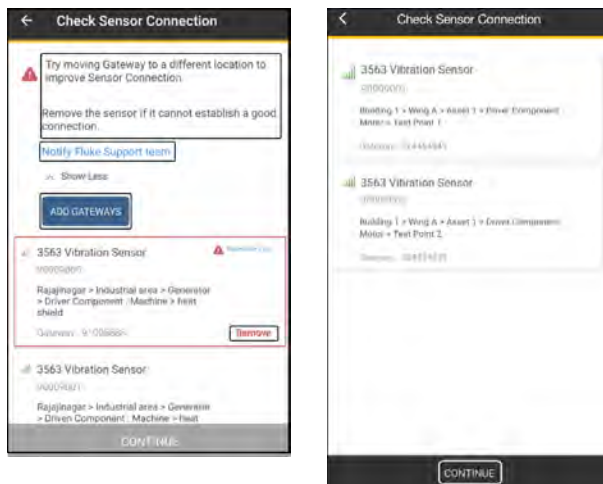 Check Sensor Connection
Try moving Gateway to a different location to
improve Sensor Connection.
Remove the sensor if it cannot establish a good
connection.
Notify Fluke Support team
Show Less
ADD GATEWAYS
3563 Vibration Sensor
Rajajinagar > Industrial area > Generator
> Driver Component : Machine > heat
shield
Gateway :
Remove
3563 Vibration Sensor
Rajajinagar > Industrial area > Generator
> Driven Component : Machine > heat
CONTINUE
Check Sensor Connection
3563 Vibration Sensor
Building 1 > Wing A > Asset 1 > Driver Component :
Motor > Test Point 1
Gateway :
3563 Vibration Sensor
Building 1 > Wing A > Asset 1 > Driver Component :
Motor > Test Point 2
Gateway :
CONTINUE